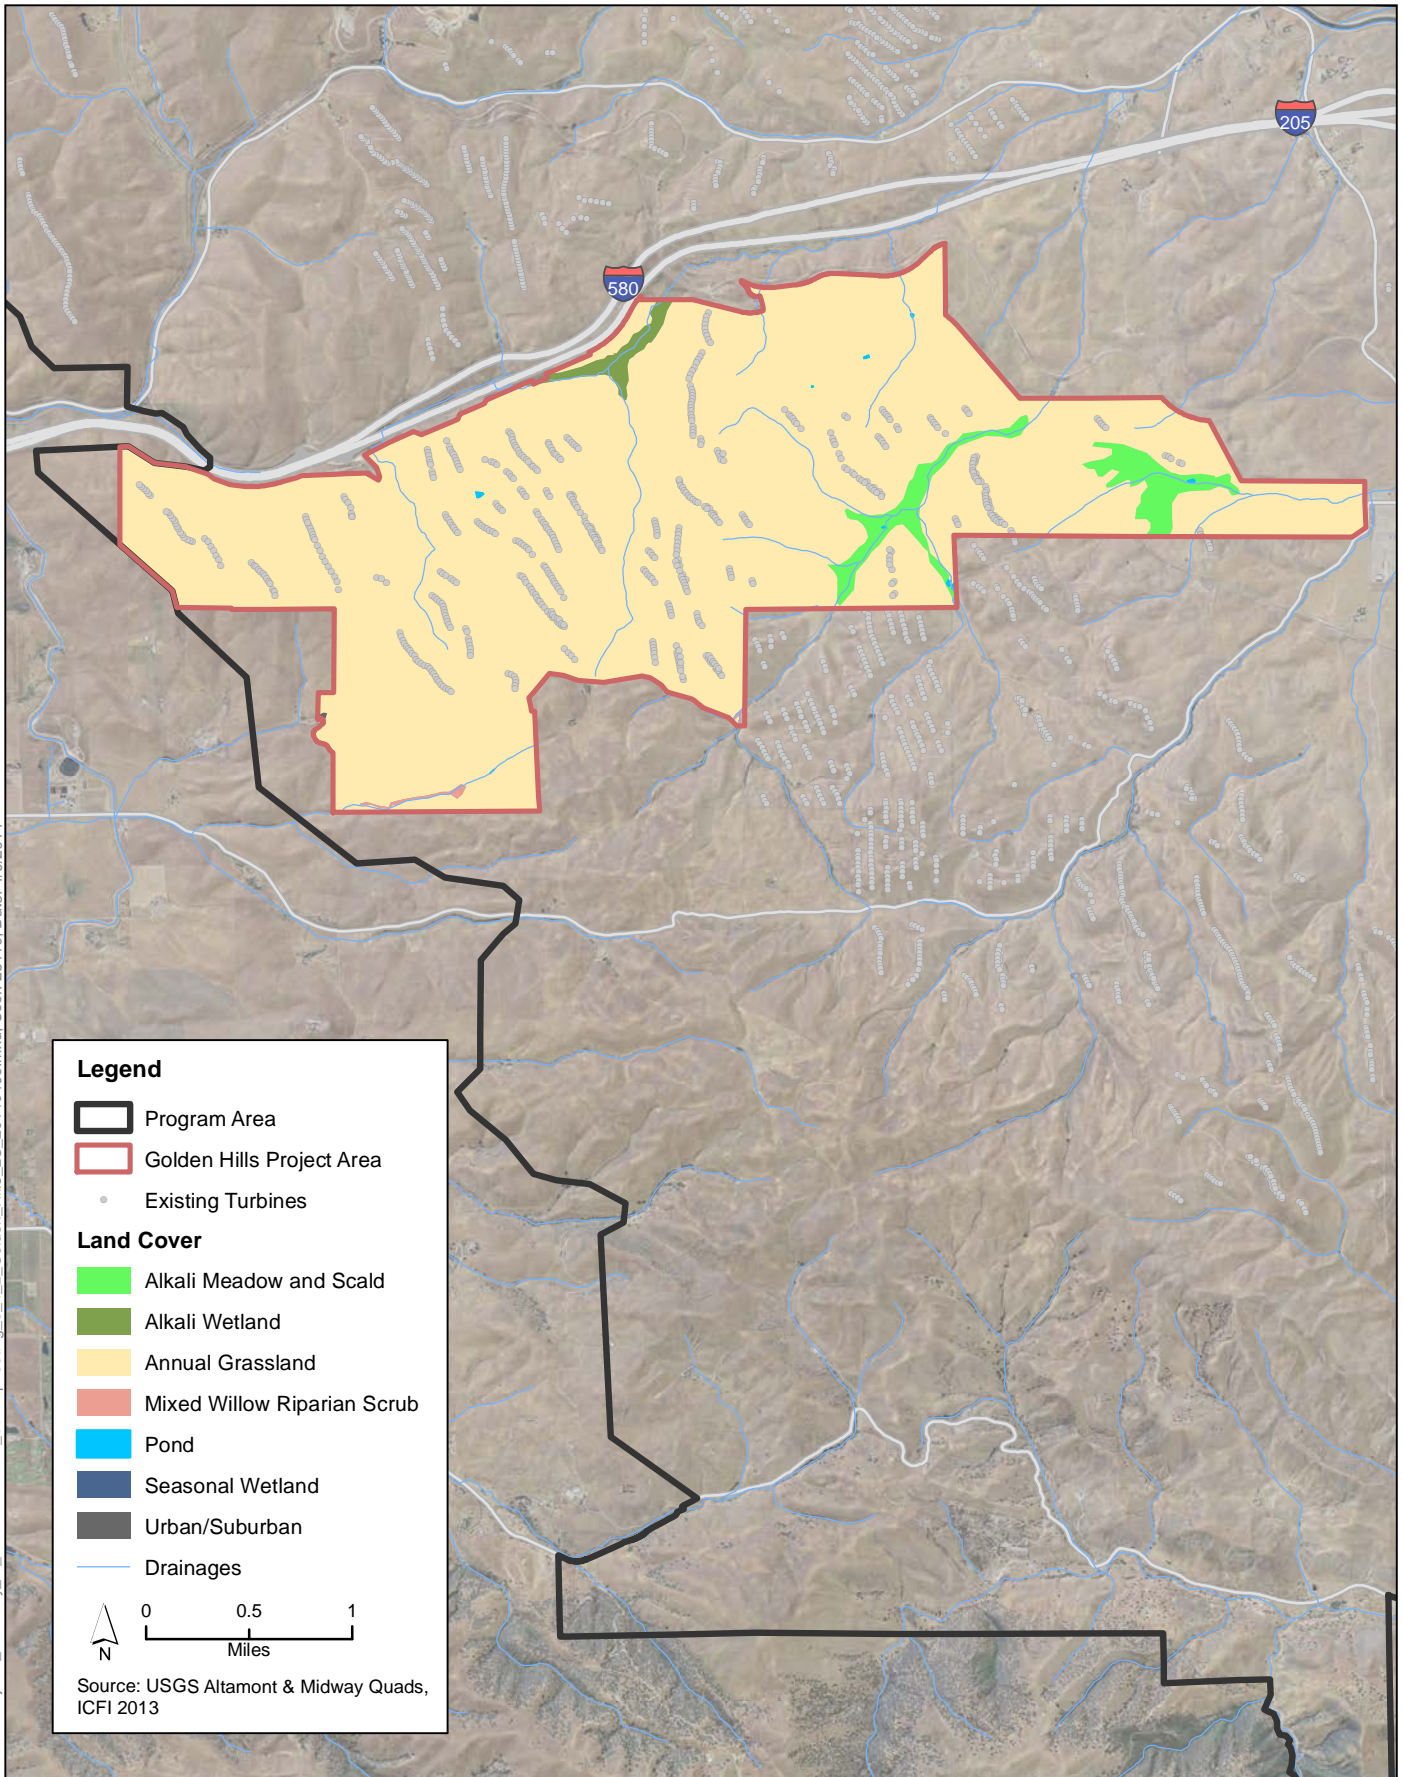 205
580
Legend
Program Area
Golden Hills Project Area
Existing Turbines
Land Cover
Alkali Meadow and Scald
Alkali Wetland
Annual Grassland
Mixed Willow Riparian Scrub
Pond
Seasonal Wetland
Urban/Suburban
Drainages
0 0.5 1
Miles
N
Source: USGS Altamont & Midway Quads,
ICFI 2013